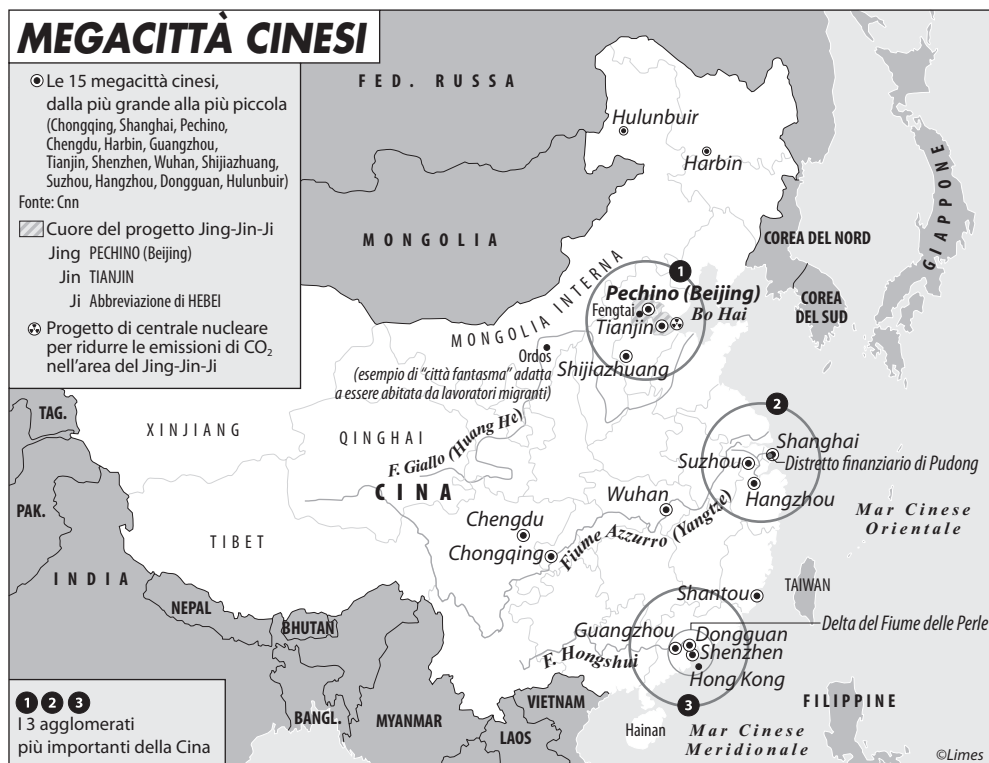 MEGACITTÀ CINESI
Le 15 megacittà cinesi,
dalla più grande alla più piccola
(Chongqing, Shanghai, Pechino,
Chengdu, Harbin, Guangzhou,
Tianjin, Shenzhen, Wuhan, Shijiazhuang,
Suzhou, Hangzhou, Dongguan, Hulunbuir)
Fonte: Cnn
Cuore del progetto Jing-Jin-Ji
Jing PECHINO (Beijing)
Jin TIANJIN
Ji Abbreviazione di HEBEI
Progetto di centrale nucleare
per ridurre le emissioni di CO₂
nell'area del Jing-Jin-Ji
FED. RUSSA
Hulunbuir
Harbin
MONGOLIA
GIAPPONE
COREA DEL NORD
COREA
DEL SUD
MONGOLIA INTERNA
1
Pechino (Beijing)
Fengtai
Bo Hai
Tianjin
Shijiazhuang
Ordos
(esempio di "città fantasma" adatta
a essere abitata da lavoratori migranti)
TAG.
XINJIANG
QINGHAI
F. Giallo (Huang He)
CINA
2
Shanghai
Suzhou
Distretto finanziario di Pudong
Hangzhou
Wuhan
Mar Cinese
Orientale
PAK.
TIBET
Chengdu
Chongqing
Fiume Azzurro (Yangtze)
INDIA
NEPAL
BHUTAN
Shantou
TAIWAN
Guangzhou
Dongguan
Delta del Fiume delle Perle
Shenzhen
F. Hongshui
Hong Kong
3
BANGL.
MYANMAR
VIETNAM
LAOS
Hainan
Mar Cinese
Meridionale
FILIPPINE
1 2 3
I 3 agglomerati
più importanti della Cina
©Limes